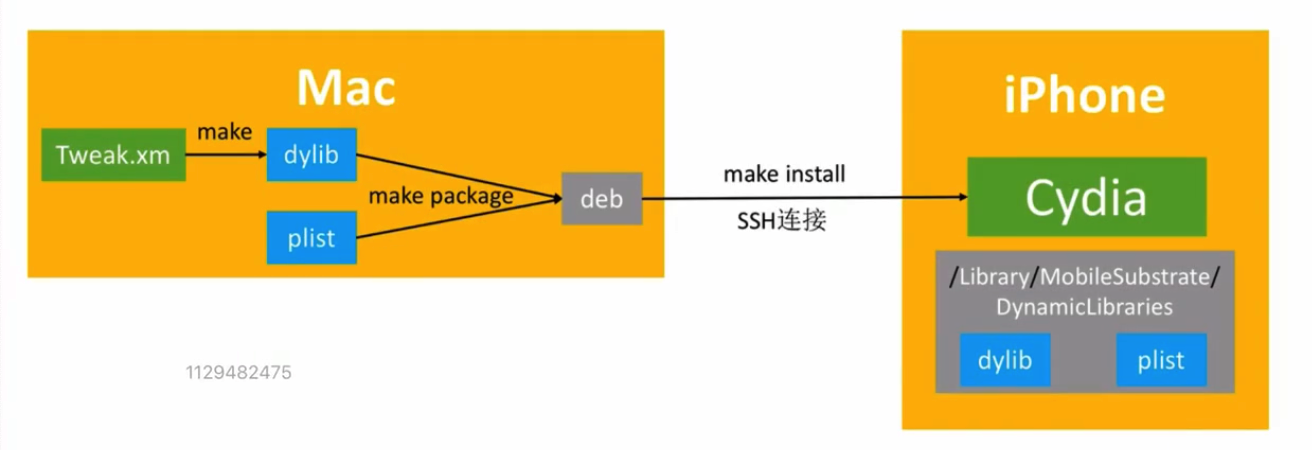 Mac
Tweak.xm
make
dylib
plist
make package
deb
make install
SSH连接
iPhone
Cydia
/Library/MobileSubstrate/
DynamicLibraries
dylib
plist
1129482475